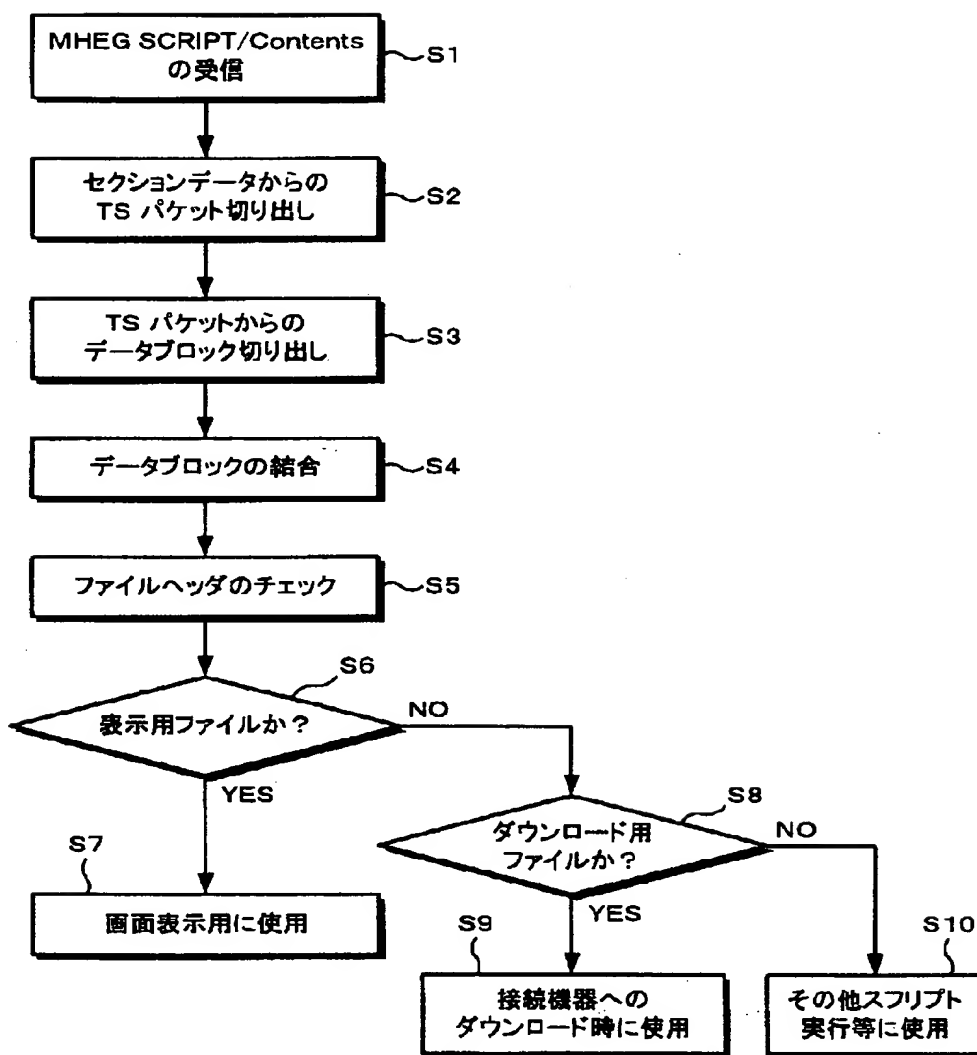 MHEG SCRIPT/Contents
の受信
S1
セクションデータからの
TS パケット切り出し
S2
TS パケットからの
データブロック切り出し
S3
データブロックの結合
S4
ファイルヘッダのチェック
S5
S6
表示用ファイルか?
NO
YES
S7
画面表示用に使用
S8
ダウンロード用
ファイルか?
NO
YES
S9
接続機器への
ダウンロード時に使用
S10
その他スフリプト
実行等に使用